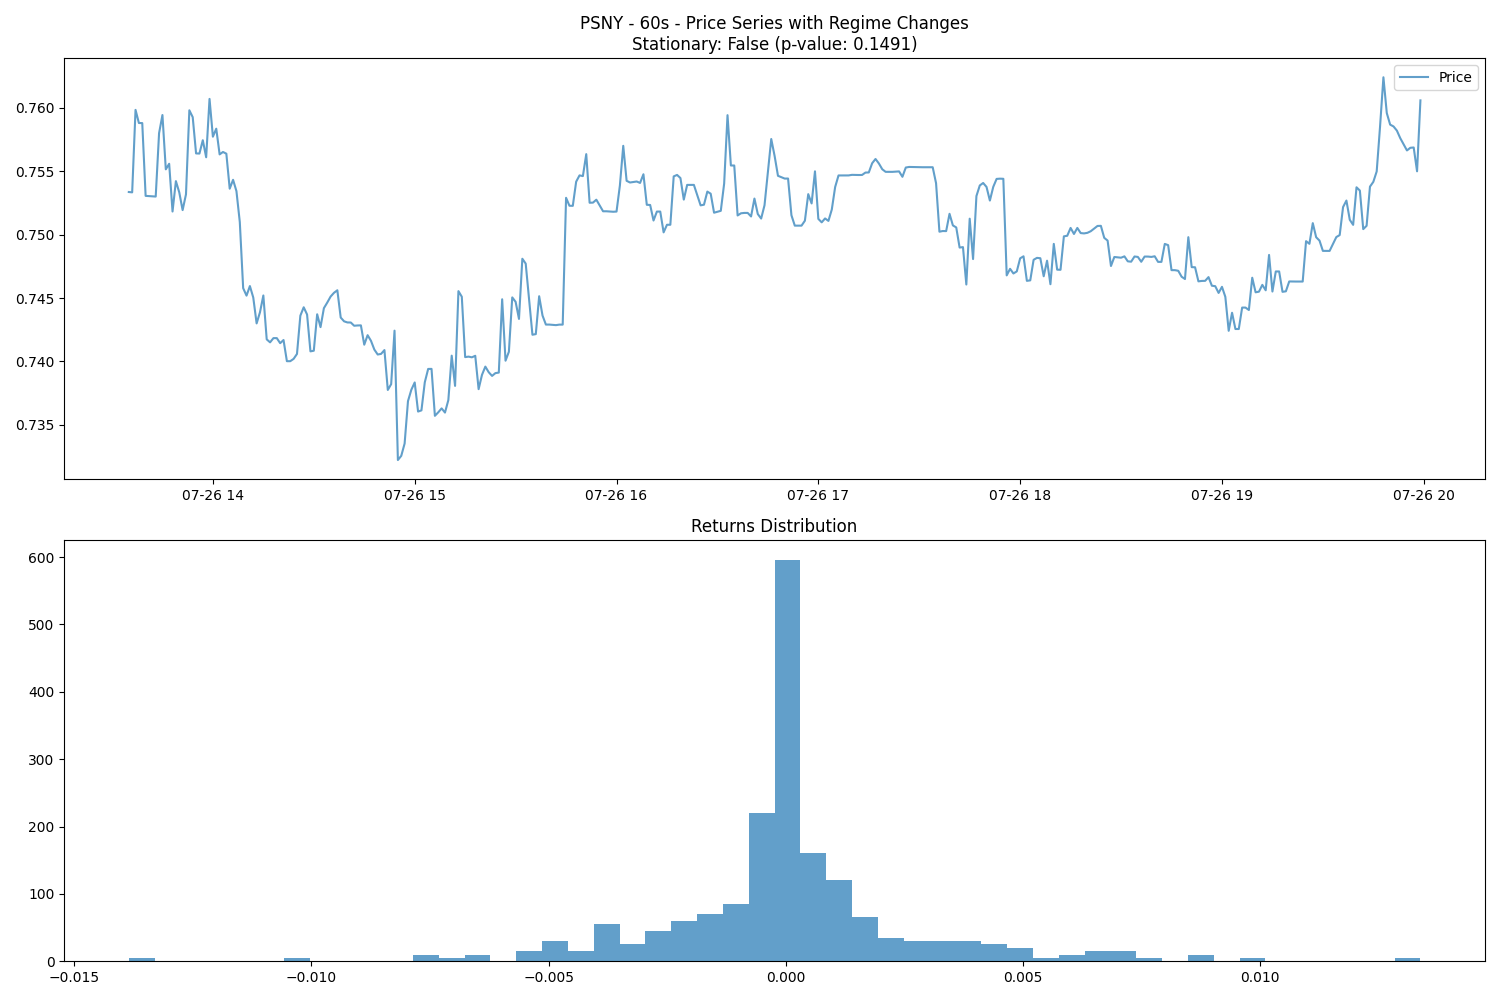 PSNY - 60s - Price Series with Regime Changes
Stationary: False (p-value: 0.1491)
Price
0.760
0.755
0.750
0.745
0.740
0.735
07-26 14 07-26 15 07-26 16 07-26 17 07-26 18 07-26 19 07-26 20
Returns Distribution
600
500
400
300
200
100
0
−0.015 −0.010 −0.005 0.000 0.005 0.010